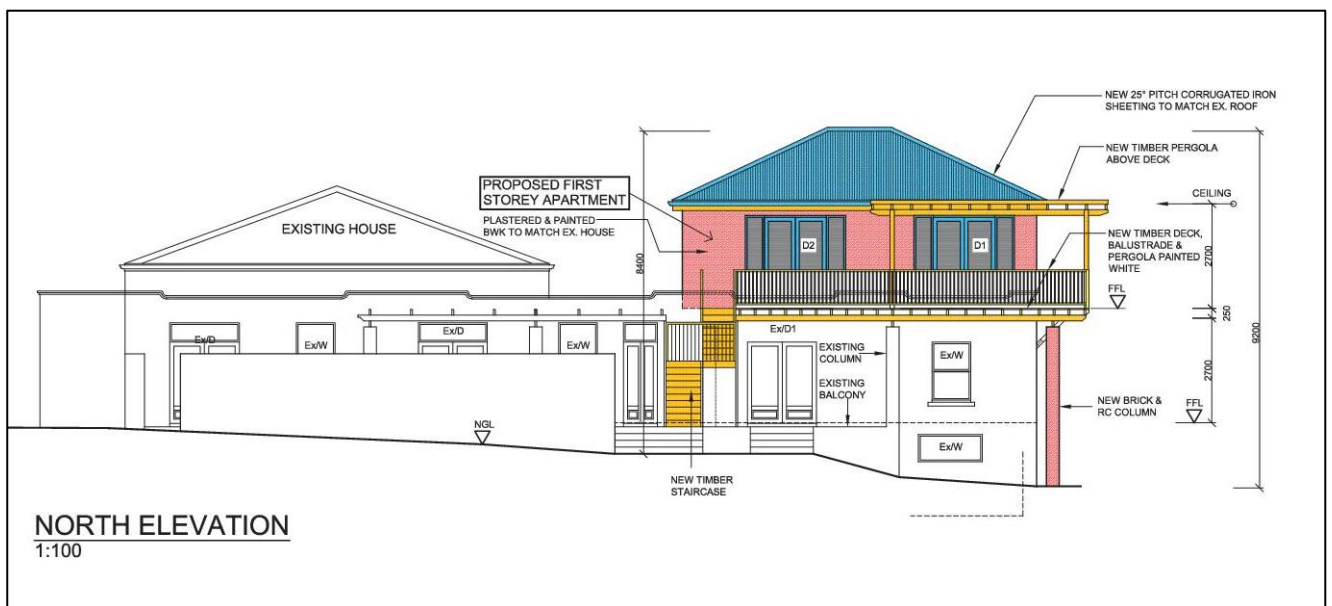 NEW 25° PITCH CORRUGATED IRON
SHEETING TO MATCH EX. ROOF
NEW TIMBER PERGOLA
ABOVE DECK
PROPOSED FIRST
STOREY APARTMENT
CEILING
PLASTERED & PAINTED
BWK TO MATCH EX. HOUSE
EXISTING HOUSE
D2
D1
NEW TIMBER DECK,
BALUSTRADE &
PERGOLA PAINTED
WHITE
8400
2700
FFL
250
9200
Ex/D
Ex/W
Ex/D
Ex/W
Ex/D1
EXISTING
COLUMN
Ex/W
2700
EXISTING
BALCONY
NEW BRICK &
RC COLUMN
FFL
NGL
Ex/W
NEW TIMBER
STAIRCASE
NORTH ELEVATION
1:100